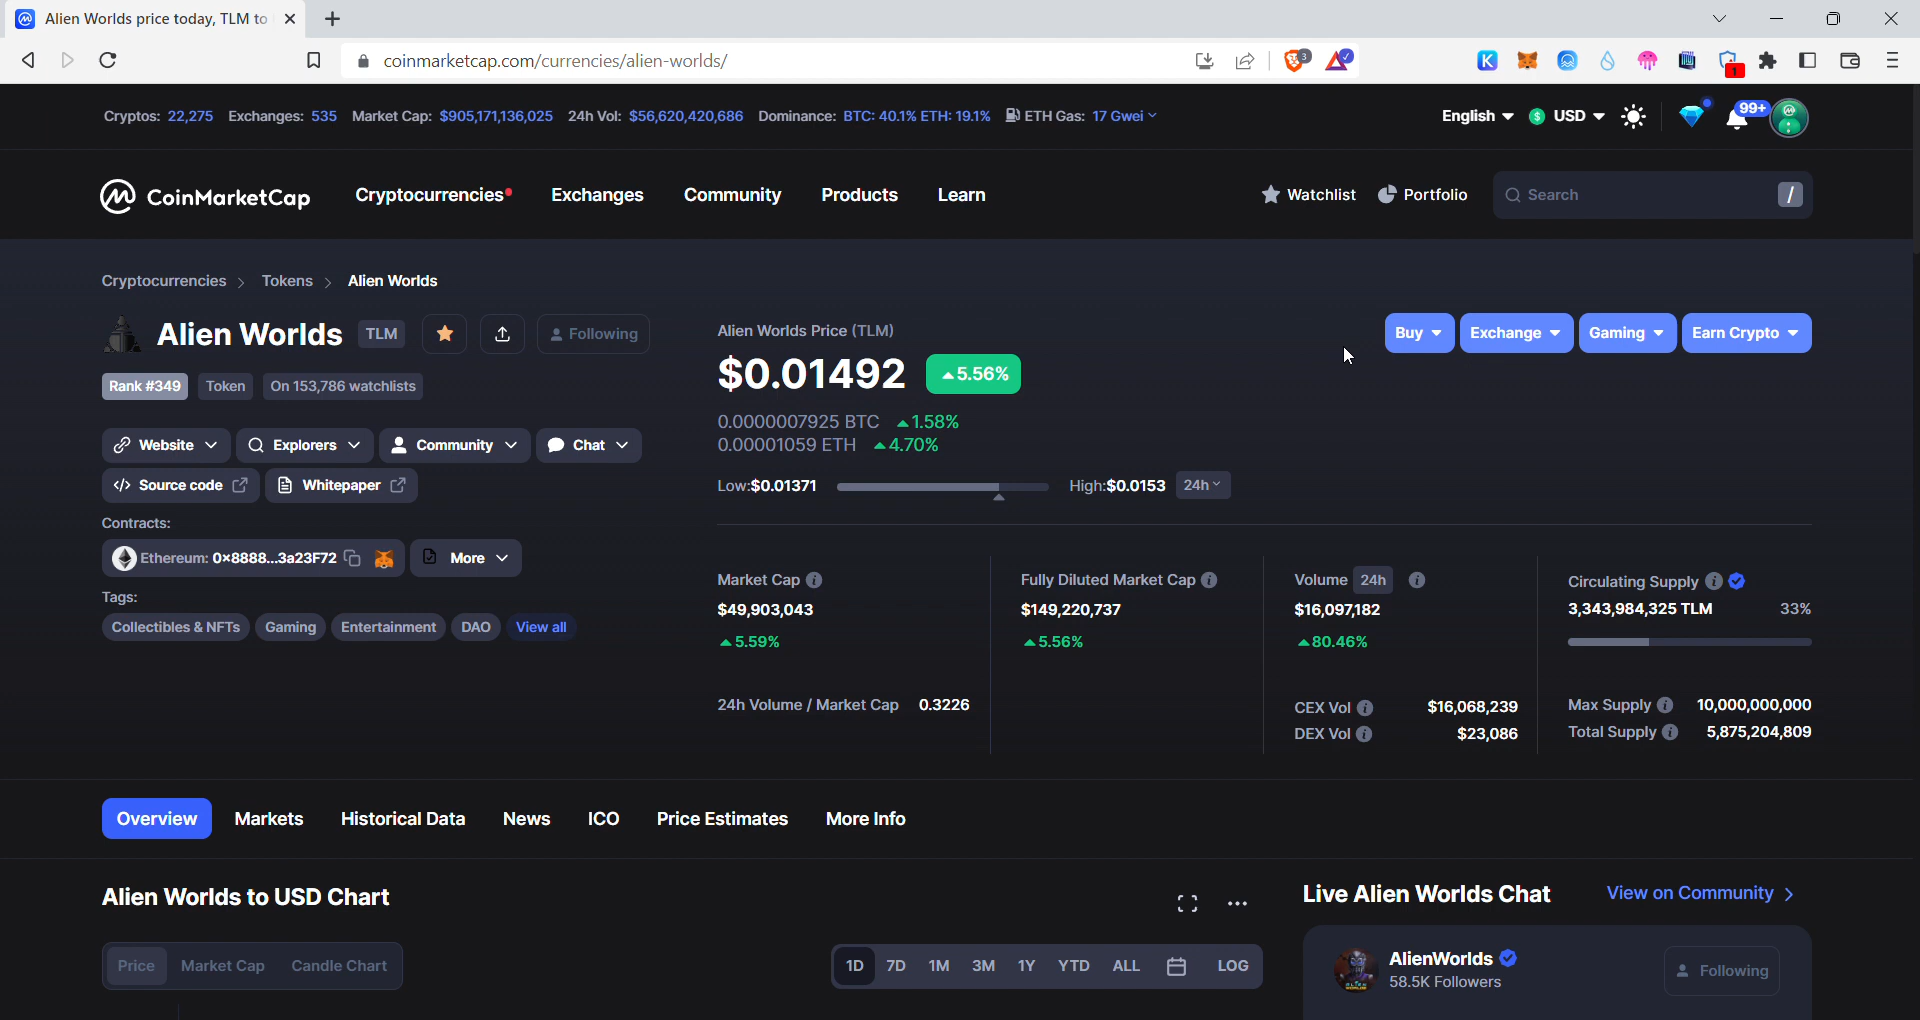 Alien Worlds price today, TLM to
coinmarketcap.com/currencies/alien-worlds/
3
1
Cryptos: 22,275 Exchanges: 535 Market Cap: $905,171,136,025 24h Vol: $56,620,420,686 Dominance: BTC: 40.1% ETH: 19.1% ETH Gas: 17 Gwei
English $ USD 99+
CoinMarketCap Cryptocurrencies Exchanges Community Products Learn Watchlist Portfolio Search /
Cryptocurrencies > Tokens > Alien Worlds
Alien Worlds TLM Following
Rank #349 Token On 153,786 watchlists
Website Explorers Community Chat
</> Source code Whitepaper
Contracts:
Ethereum: 0x8888...3a23F72 More
Tags:
Collectibles & NFTs Gaming Entertainment DAO View all
Alien Worlds Price (TLM)
$0.01492 5.56%
0.0000007925 BTC 1.58%
0.00001059 ETH 4.70%
Low:$0.01371 High:$0.0153 24h
Buy Exchange Gaming Earn Crypto
Market Cap i
$49,903,043
5.59%
24h Volume / Market Cap 0.3226
Fully Diluted Market Cap i
$149,220,737
5.56%
Volume 24h i
$16,097,182
80.46%
CEX Vol i $16,068,239
DEX Vol i $23,086
Circulating Supply i
3,343,984,325 TLM 33%
Max Supply i 10,000,000,000
Total Supply i 5,875,204,809
Overview Markets Historical Data News ICO Price Estimates More Info
Alien Worlds to USD Chart
Price Market Cap Candle Chart
1D 7D 1M 3M 1Y YTD ALL LOG
Live Alien Worlds Chat View on Community >
AlienWorlds
58.5K Followers
Following